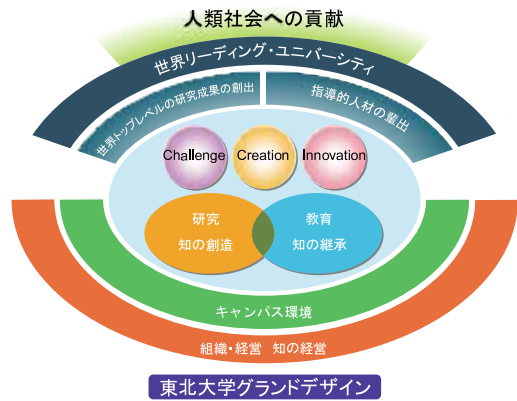 人類社会への貢献
世界リーディング・ユニバーシティ
世界トップレベルの研究成果の創出
指導的人材の輩出
Challenge
Creation
Innovation
研究
知の創造
教育
知の継承
キャンパス環境
組織・経営 知の経営
東北大学グランドデザイン